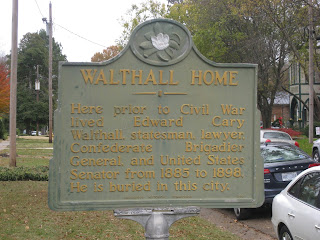 WALTHALL HOME
Here prior to Civil War
lived Edward Cary
Walthall, statesman, lawyer,
Confederate Brigadier
General, and United States
Senator from 1885 to 1898.
He is buried in this city.